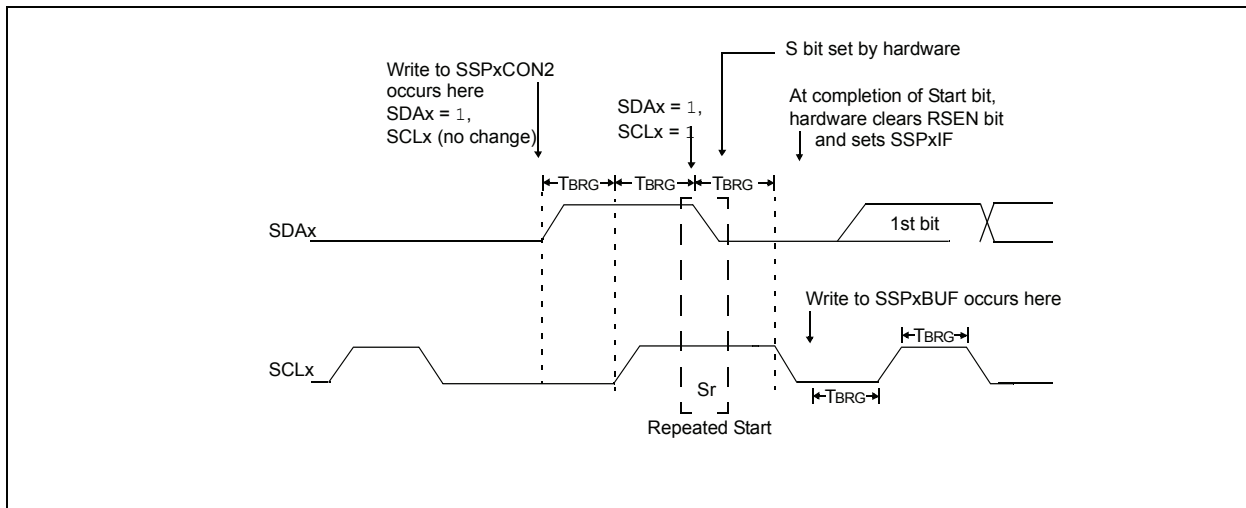 S bit set by hardware
Write to SSPxCON2
occurs here
SDAx = 1,
SCLx (no change)
SDAx = 1,
SCLx = 1
At completion of Start bit,
hardware clears RSEN bit
and sets SSPxIF
TBRG TBRG TBRG
SDAx
1st bit
Write to SSPxBUF occurs here
TBRG
SCLx
Sr
TBRG
Repeated Start